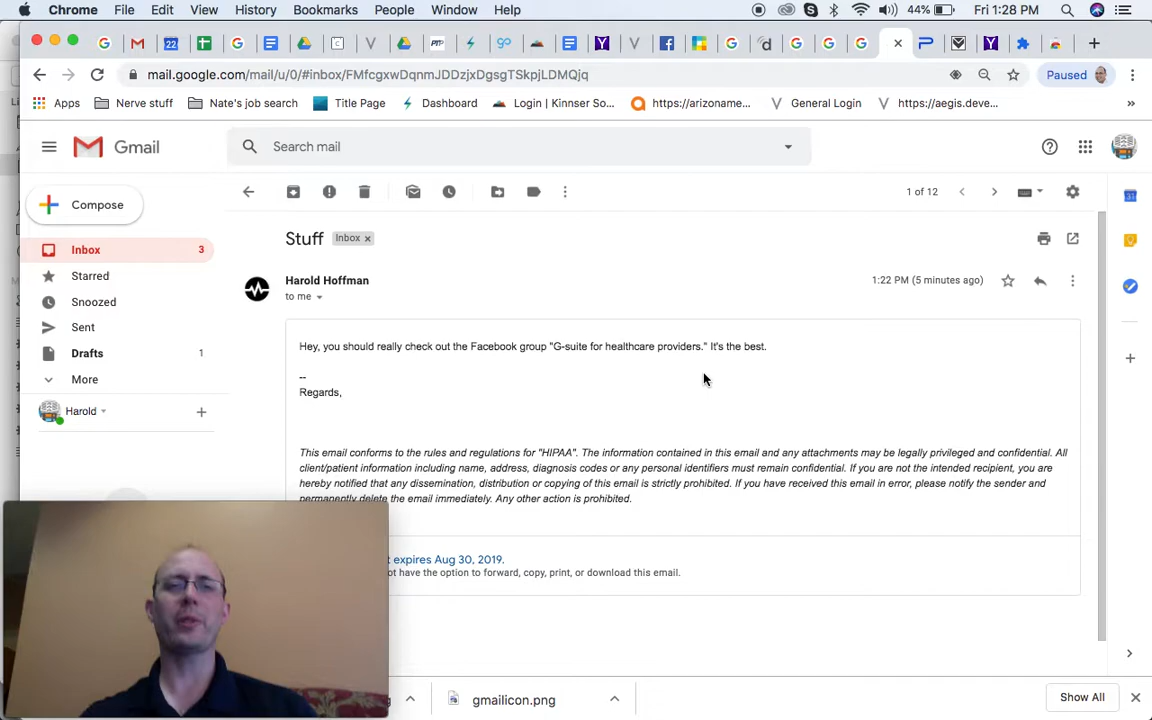 Chrome File Edit View History Bookmarks People Window Help 44% Fri 1:28 PM
mail.google.com/mail/u/0/#inbox/FMfcgxwDqnmJDDzjxDgsgTSkpjLDMQjq Paused
Apps Nerve stuff Nate's job search Title Page Dashboard Login | Kinnser So... https://arizoname... General Login https://aegis.deve... »
Gmail Search mail
Compose 1 of 12
Inbox 3
Starred
Snoozed
Sent
Drafts 1
More
Harold
Stuff Inbox x
Harold Hoffman 1:22 PM (5 minutes ago)
to me
Hey, you should really check out the Facebook group "G-suite for healthcare providers." It's the best.
--
Regards,
This email conforms to the rules and regulations for "HIPAA". The information contained in this email and any attachments may be legally privileged and confidential. All
client/patient information including name, address, diagnosis codes or any personal identifiers must remain confidential. If you are not the intended recipient, you are
hereby notified that any dissemination, distribution or copying of this email is strictly prohibited. If you have received this email in error, please notify the sender and
permanently delete the email immediately. Any other action is prohibited.
expires Aug 30, 2019.
have the option to forward, copy, print, or download this email.
gmailicon.png Show All